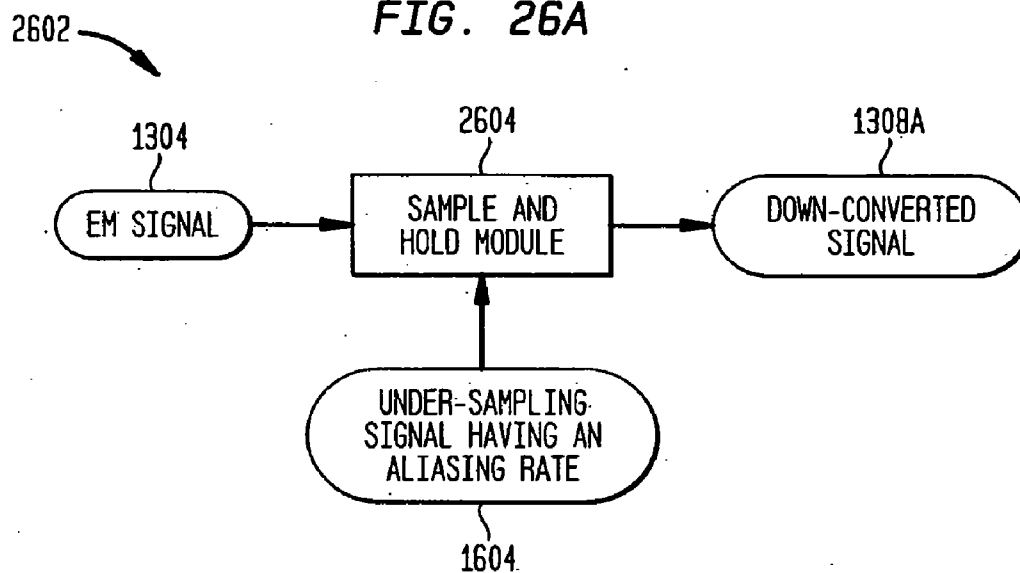 FIG. 26A
2602
1304
2604
1308A
EM SIGNAL
SAMPLE AND
HOLD MODULE
DOWN-CONVERTED
SIGNAL
UNDER-SAMPLING
SIGNAL HAVING AN
ALIASING RATE
1604